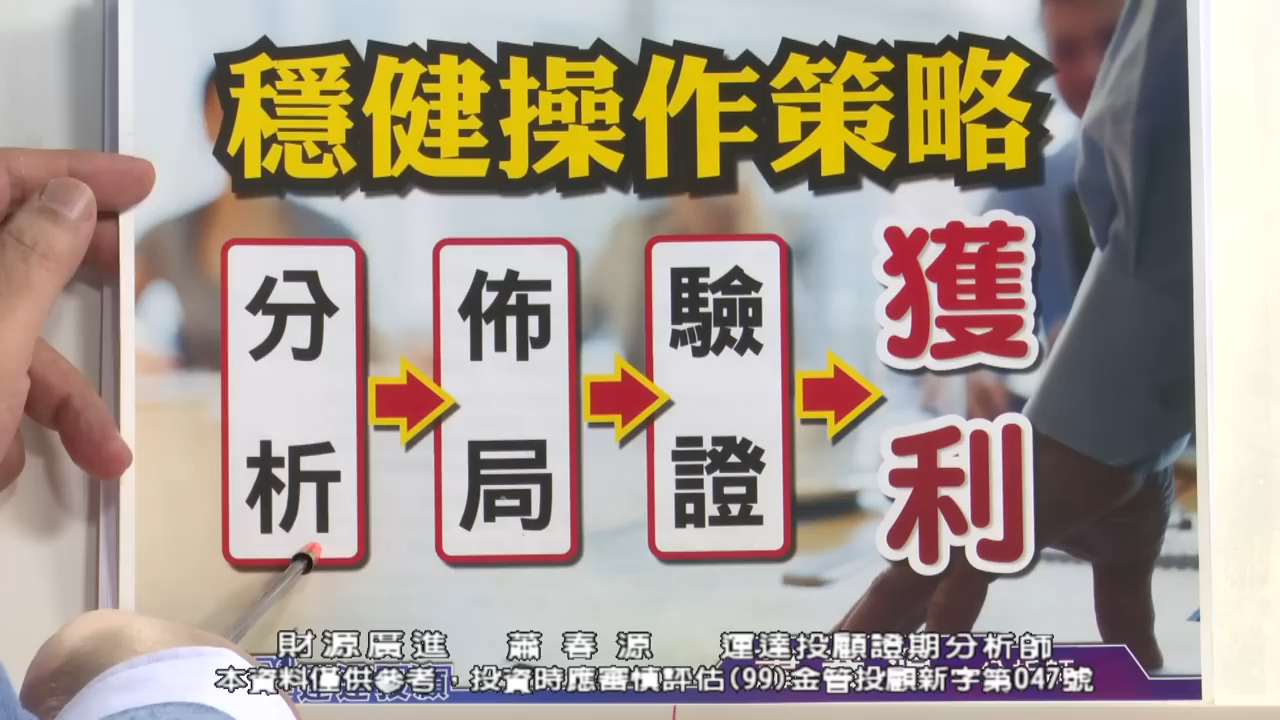 穩健操作策略
分析
佈局
驗證
獲利
財源廣進 蕭春源 運達投顧證期分析師
本資料僅供參考,投資時應審慎評估(99)金管投顧新字第047號